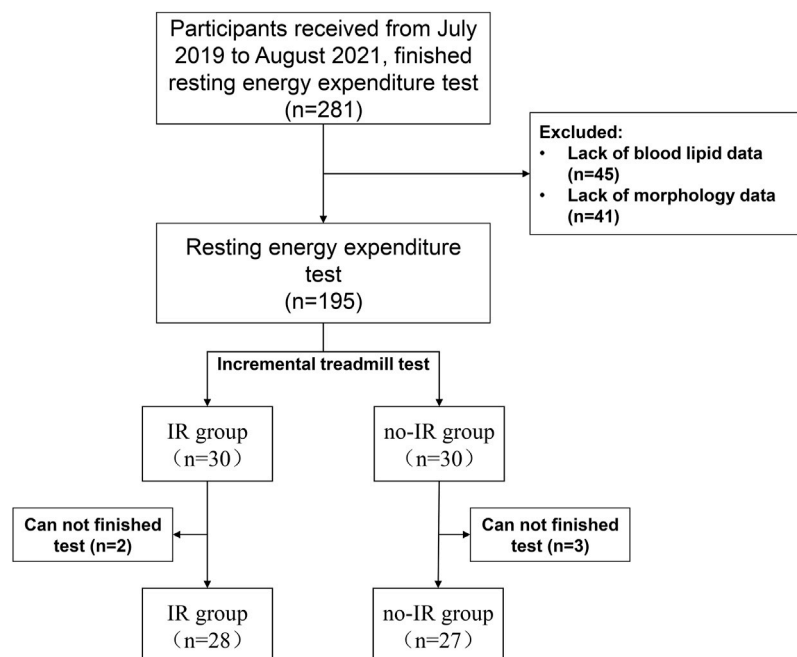 Participants received from July
2019 to August 2021, finished
resting energy expenditure test
(n=281)
Excluded:
• Lack of blood lipid data
(n=45)
• Lack of morphology data
(n=41)
Resting energy expenditure
test
(n=195)
Incremental treadmill test
IR group
（n=30）
no-IR group
（n=30）
Can not finished
test (n=2)
Can not finished
test (n=3)
IR group
（n=28）
no-IR group
（n=27）